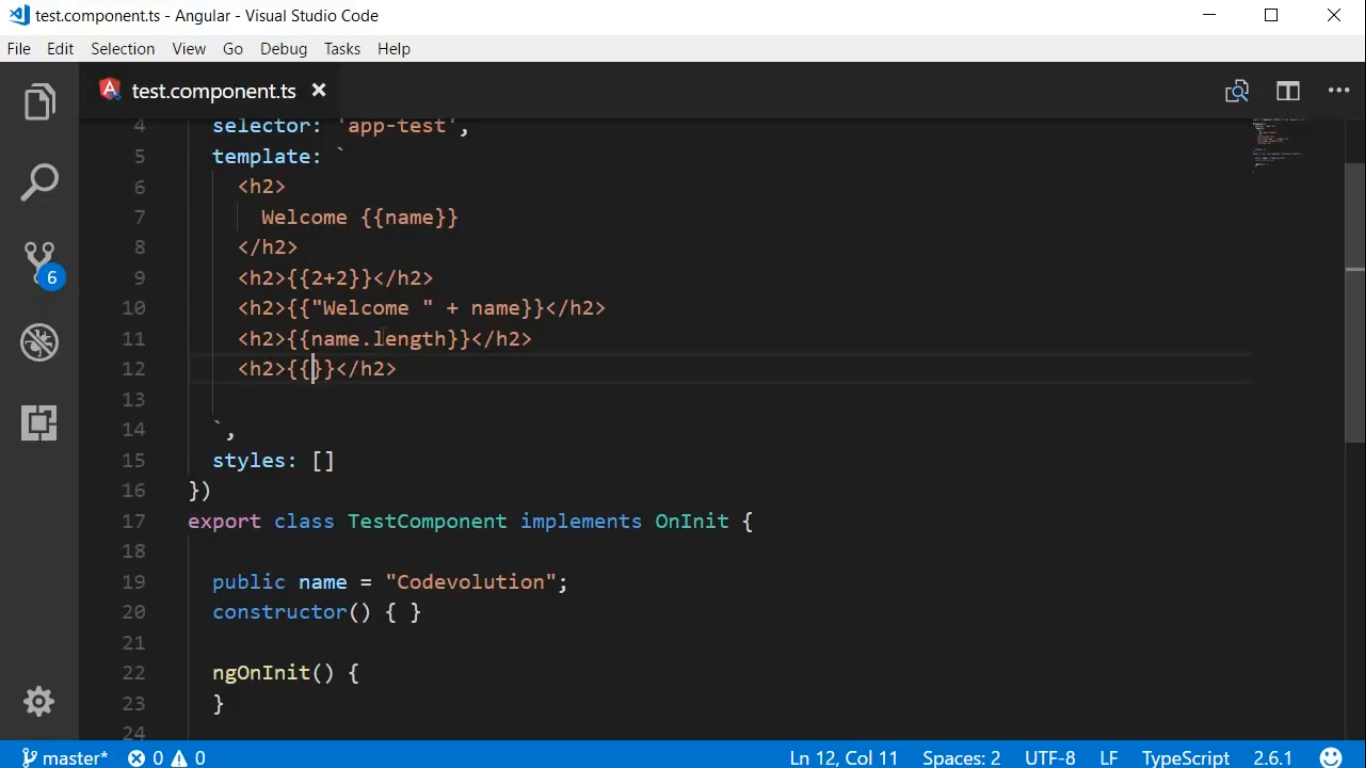 test.component.ts - Angular - Visual Studio Code
File Edit Selection View Go Debug Tasks Help
test.component.ts
4 selector: 'app-test',
5 template: `
6 <h2>
7 Welcome {{name}}
8 </h2>
9 <h2>{{2+2}}</h2>
10 <h2>{{"Welcome " + name}}</h2>
11 <h2>{{name.length}}</h2>
12 <h2>{{}}</h2>
13
14 `,
15 styles: []
16 })
17 export class TestComponent implements OnInit {
18
19 public name = "Codevolution";
20 constructor() { }
21
22 ngOnInit() {
23 }
24
6
master* 0 0 Ln 12, Col 11 Spaces: 2 UTF-8 LF TypeScript 2.6.1